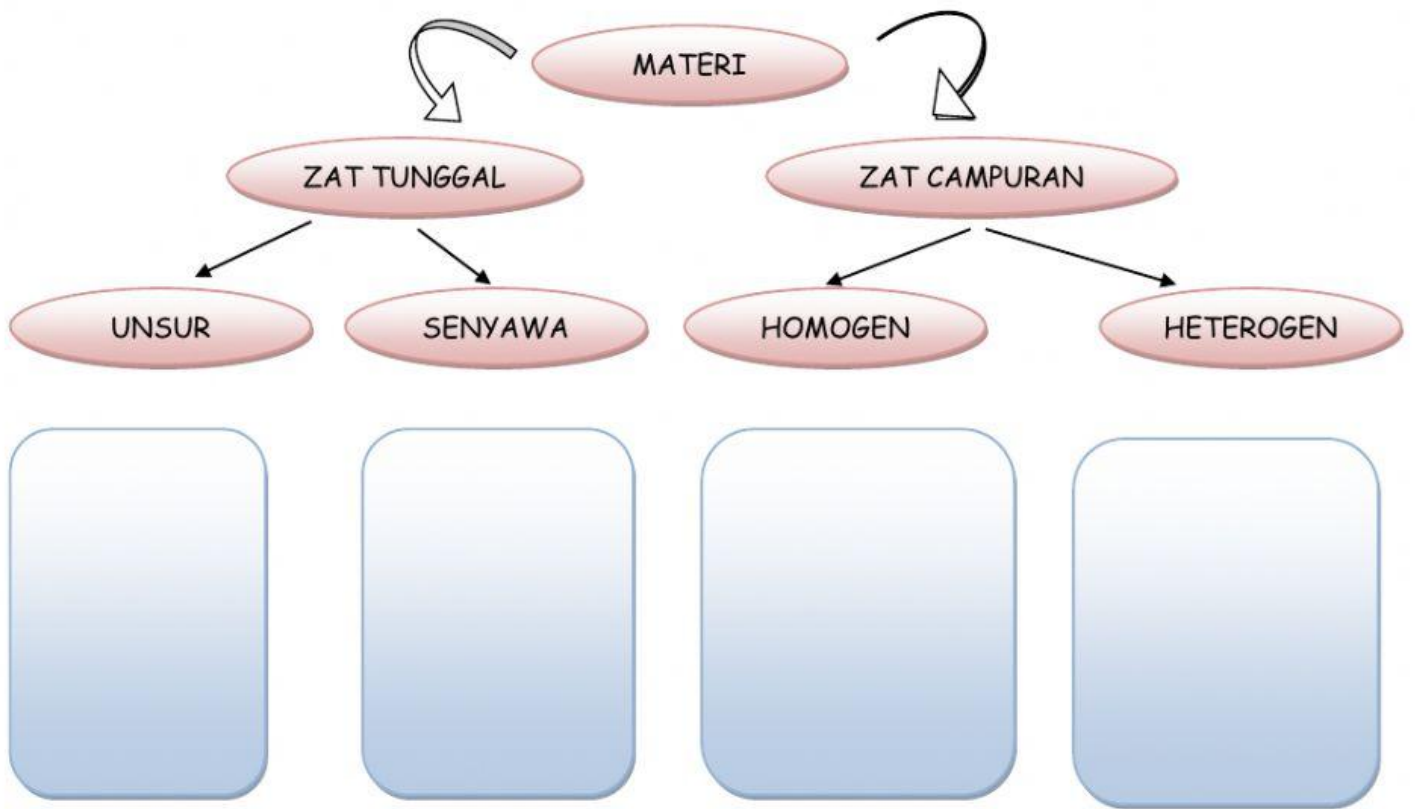 MATERI
ZAT TUNGGAL
ZAT CAMPURAN
UNSUR
SENYAWA
HOMOGEN
HETEROGEN